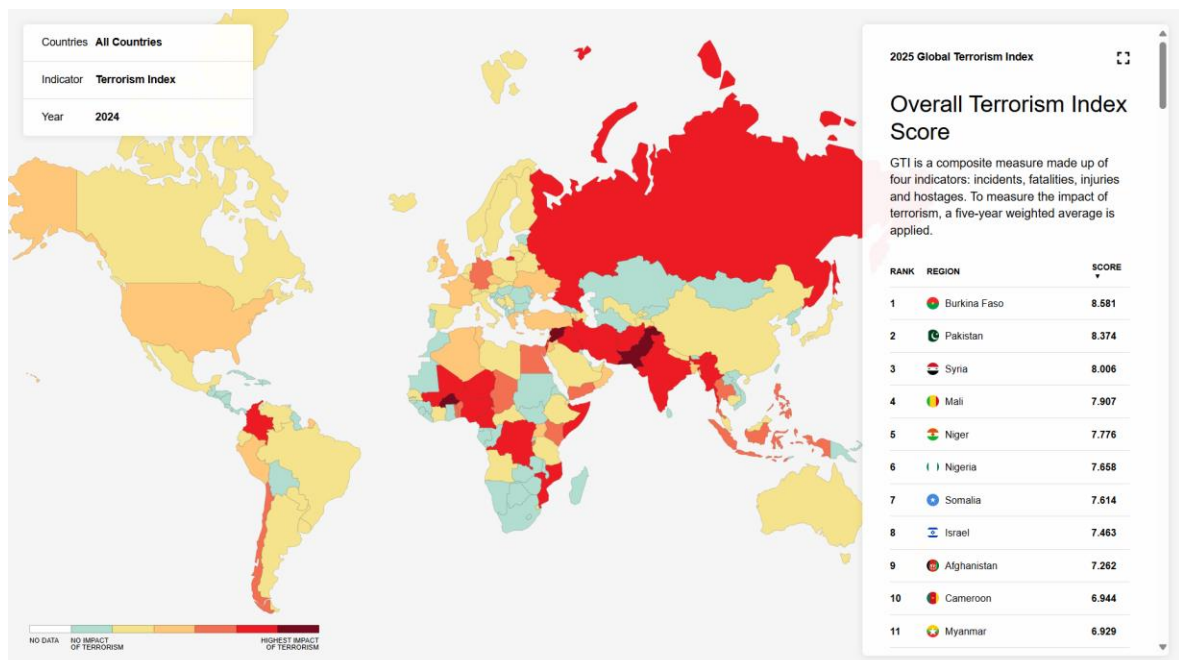 Countries All Countries
Indicator Terrorism Index
Year 2024
NO DATA
NO IMPACT
OF TERRORISM
HIGHEST IMPACT
OF TERRORISM
2025 Global Terrorism Index
Overall Terrorism Index
Score
GTI is a composite measure made up of
four indicators: incidents, fatalities, injuries
and hostages. To measure the impact of
terrorism, a five-year weighted average is
applied.
RANK REGION SCORE
1 Burkina Faso 8.581
2 Pakistan 8.374
3 Syria 8.006
4 Mali 7.907
5 Niger 7.776
6 Nigeria 7.658
7 Somalia 7.614
8 Israel 7.463
9 Afghanistan 7.262
10 Cameroon 6.944
11 Myanmar 6.929